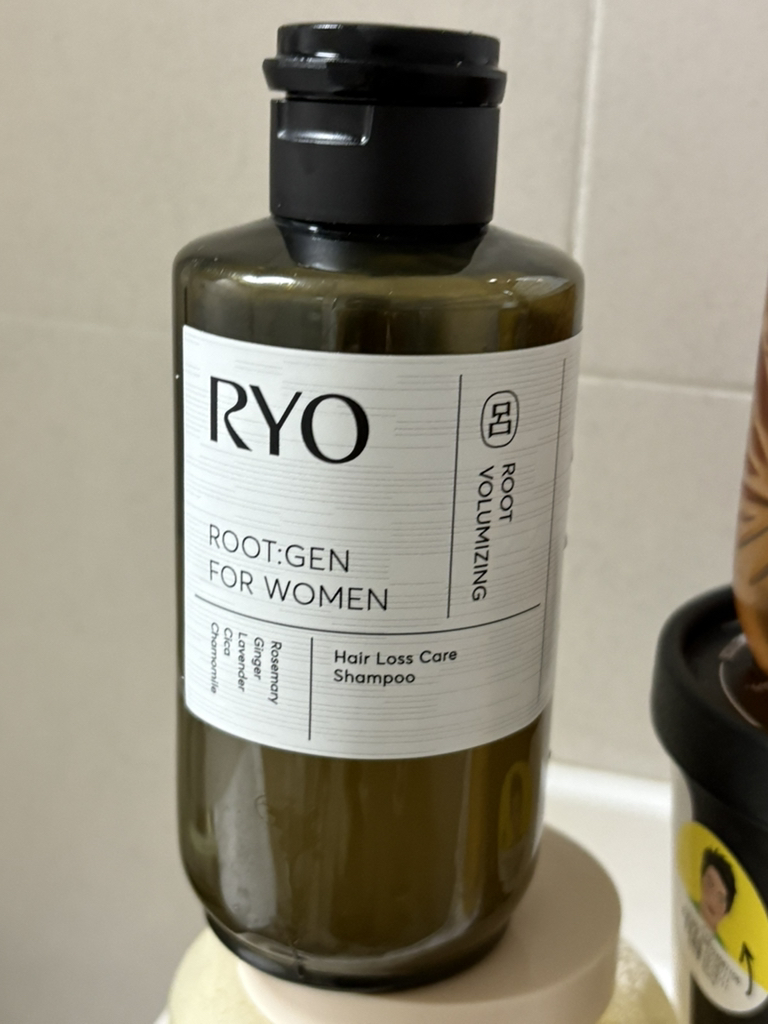 RYO
ROOT
VOLUMIZING
ROOT:GEN
FOR WOMEN
Rosemary
Ginger
Lavender
Cica
Chamomile
Hair Loss Care
Shampoo